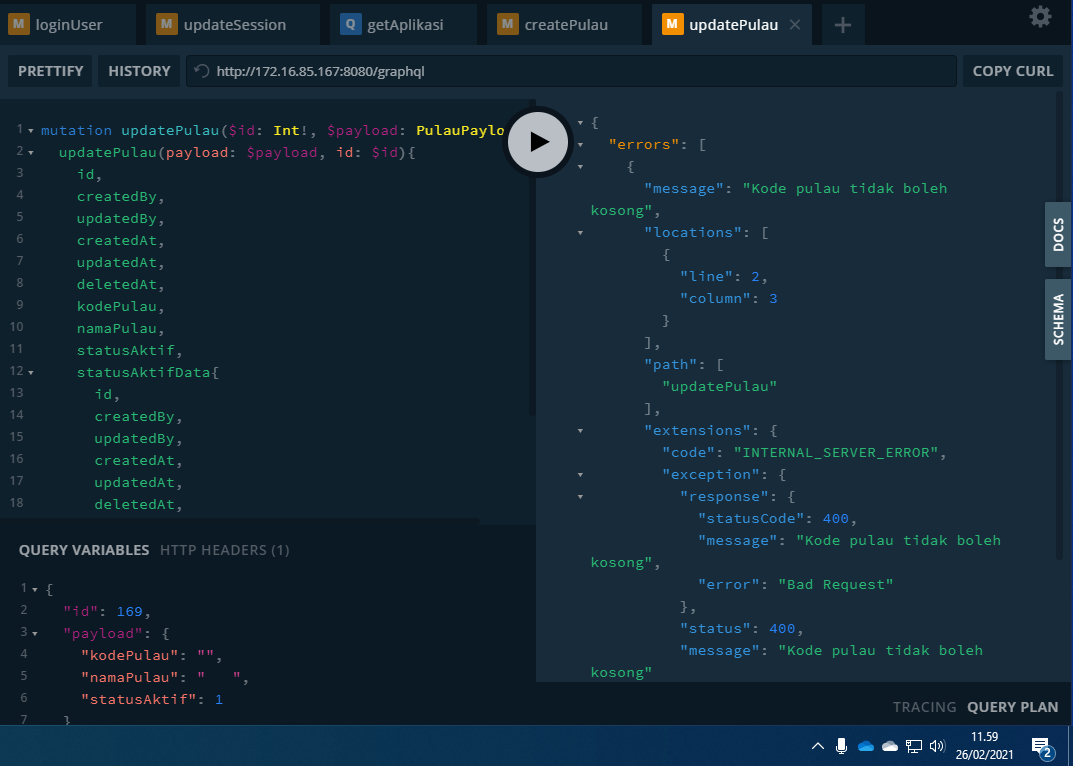 M loginUser M updateSession Q getAplikasi M createPulau M updatePulau
PRETTIFY HISTORY http://172.16.85.167:8080/graphql COPY CURL
1 mutation updatePulau($id: Int!, $payload: PulauPaylo
2 updatePulau(payload: $payload, id: $id){
3 id,
4 createdBy,
5 updatedBy,
6 createdAt,
7 updatedAt,
8 deletedAt,
9 kodePulau,
10 namaPulau,
11 statusAktif,
12 statusAktifData{
13 id,
14 createdBy,
15 updatedBy,
16 createdAt,
17 updatedAt,
18 deletedAt,
QUERY VARIABLES HTTP HEADERS (1)
1 {
2 "id": 169,
3 "payload": {
4 "kodePulau": "",
5 "namaPulau": "   ",
6 "statusAktif": 1
7 }
{
"errors": [
{
"message": "Kode pulau tidak boleh
kosong",
"locations": [
{
"line": 2,
"column": 3
}
],
"path": [
"updatePulau"
],
"extensions": {
"code": "INTERNAL_SERVER_ERROR",
"exception": {
"response": {
"statusCode": 400,
"message": "Kode pulau tidak boleh
kosong",
"error": "Bad Request"
},
"status": 400,
"message": "Kode pulau tidak boleh
kosong"
DOCS
SCHEMA
TRACING QUERY PLAN
11.59
26/02/2021
2